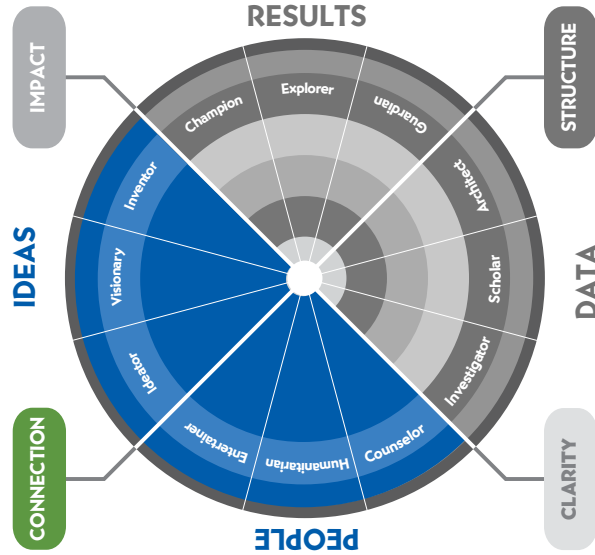 RESULTS
IMPACT
STRUCTURE
Champion
Explorer
Guardian
Inventor
Architect
IDEAS
Visionary
Scholar
DATA
Ideator
Investigator
Entertainer
Humanitarian
Counselor
CONNECTION
CLARITY
PEOPLE